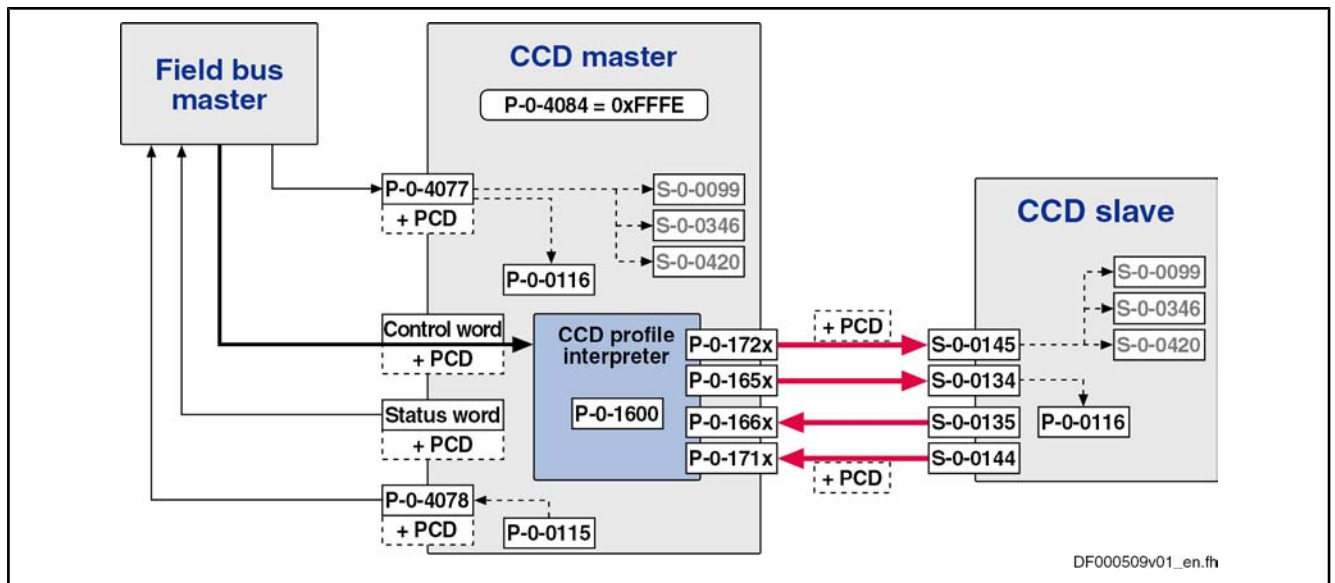 Field bus
master
CCD master
P-0-4084 = 0xFFFE
P-0-4077
+ PCD
S-0-0099
S-0-0346
S-0-0420
P-0-0116
Control word
+ PCD
Status word
+ PCD
P-0-4078
+ PCD
P-0-0115
CCD profile
interpreter
P-0-1600
P-0-172x
P-0-165x
P-0-166x
P-0-171x
+ PCD
+ PCD
CCD slave
S-0-0099
S-0-0346
S-0-0420
S-0-0145
S-0-0134
S-0-0135
S-0-0144
P-0-0116
DF000509v01_en.fh